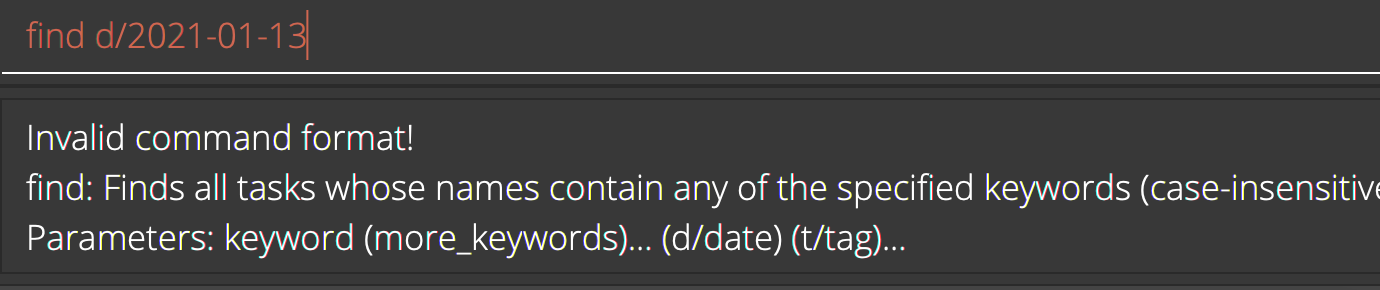 find d/2021-01-13
Invalid command format!
find: Finds all tasks whose names contain any of the specified keywords (case-insensitive
Parameters: keyword (more_keywords)... (d/date) (t/tag)...